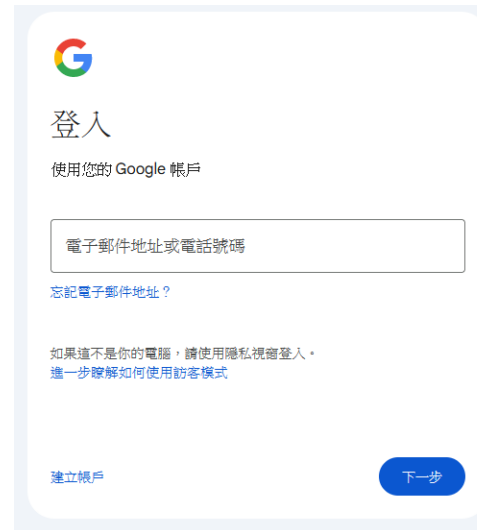 登入
使用您的 Google 帳戶
電子郵件地址或電話號碼
忘記電子郵件地址？
如果這不是你的電腦，請使用隱私視窗登入。
進一步瞭解如何使用訪客模式
建立帳戶
下一步